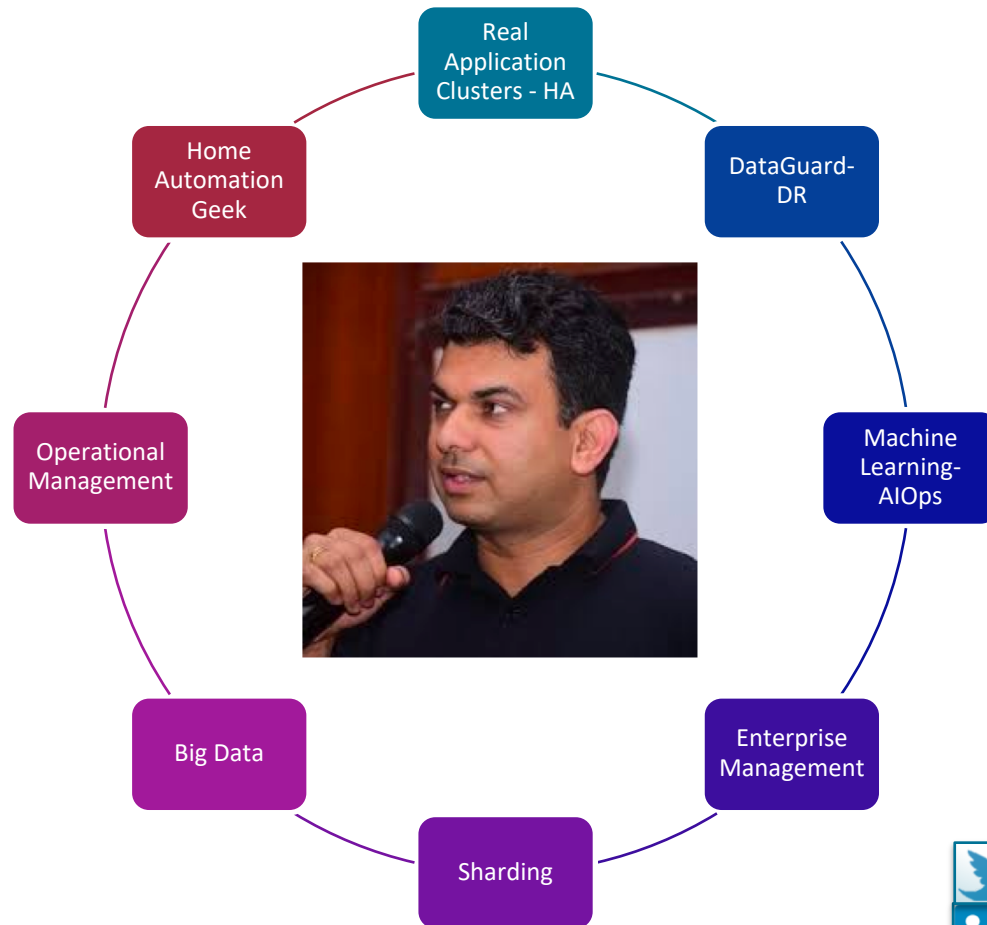 Real
Application
Clusters - HA
DataGuard-
DR
Machine
Learning-
AIOps
Enterprise
Management
Sharding
Big Data
Operational
Management
Home
Automation
Geek